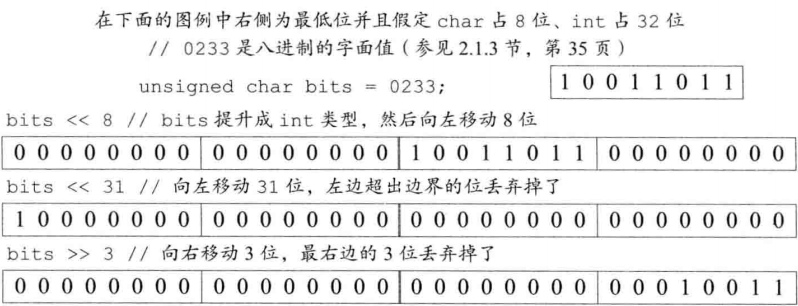 在下面的图例中右侧为最低位并且假定 char 占 8 位、int 占 32 位
// 0233 是八进制的字面值（参见 2.1.3 节，第 35 页）
unsigned char bits = 0233; 1 0 0 1 1 0 1 1
bits << 8 // bits 提升成 int 类型，然后向左移动 8 位
0 0 0 0 0 0 0 0 0 0 0 0 0 0 0 0 1 0 0 1 1 0 1 1 0 0 0 0 0 0 0 0
bits << 31 // 向左移动 31 位，左边超出边界的位丢弃掉了
1 0 0 0 0 0 0 0 0 0 0 0 0 0 0 0 0 0 0 0 0 0 0 0 0 0 0 0 0 0 0 0
bits >> 3 // 向右移动 3 位，最右边的 3 位丢弃掉了
0 0 0 0 0 0 0 0 0 0 0 0 0 0 0 0 0 0 0 0 0 0 0 0 0 0 0 1 0 0 1 1